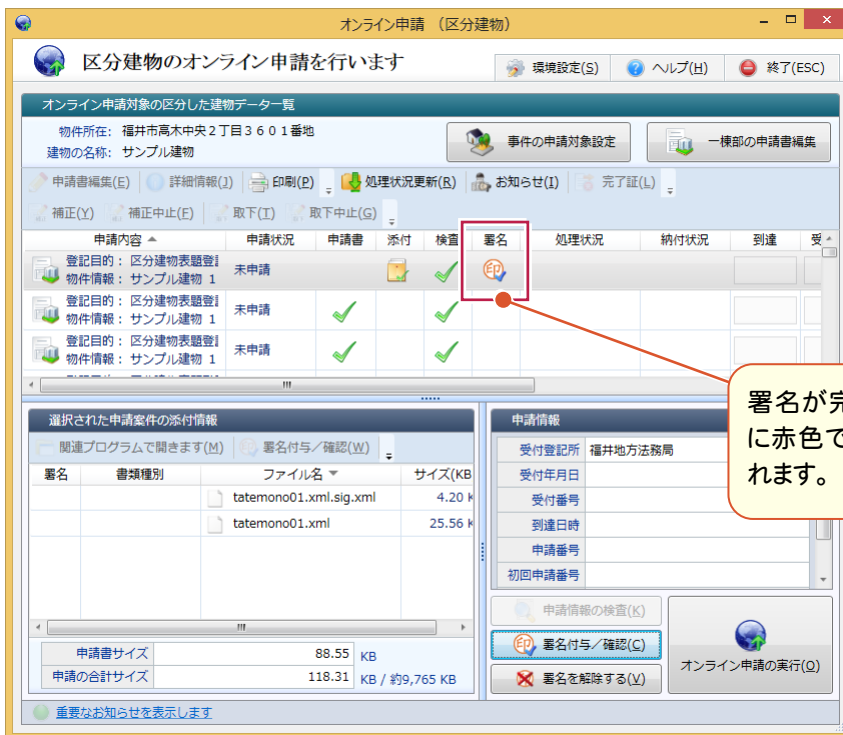 オンライン申請 （区分建物）
区分建物のオンライン申請を行います
環境設定(S)
ヘルプ(H)
終了(ESC)
オンライン申請対象の区分した建物データ一覧
物件所在: 福井市高木中央２丁目３６０１番地
建物の名称: サンプル建物
事件の申請対象設定
一棟部の申請書編集
申請書編集(E) 詳細情報(J) 印刷(P) 処理状況更新(R) お知らせ(I) 完了証(L)
補正(Y) 補正中止(F) 取下(T) 取下中止(G)
申請内容 申請状況 申請書 添付 検査 署名 処理状況 納付状況 到達 受
登記目的： 区分建物表題登記
物件情報： サンプル建物 1 未申請 印
登記目的： 区分建物表題登記
物件情報： サンプル建物 1 未申請
登記目的： 区分建物表題登記
物件情報： サンプル建物 1 未申請
署名が完
に赤色で
れます。
選択された申請案件の添付情報
関連プログラムで開きます(M) 署名付与／確認(W)
署名 書類種別 ファイル名 サイズ(KB
tatemono01.xml.sig.xml 4.20 K
tatemono01.xml 25.56 K
申請書サイズ 88.55 KB
申請の合計サイズ 118.31 KB / 約9,765 KB
申請情報
受付登記所 福井地方法務局
受付年月日
受付番号
到達日時
申請番号
初回申請番号
申請情報の検査(K)
印 署名付与／確認(C)
署名を解除する(V)
オンライン申請の実行(O)
重要なお知らせを表示します